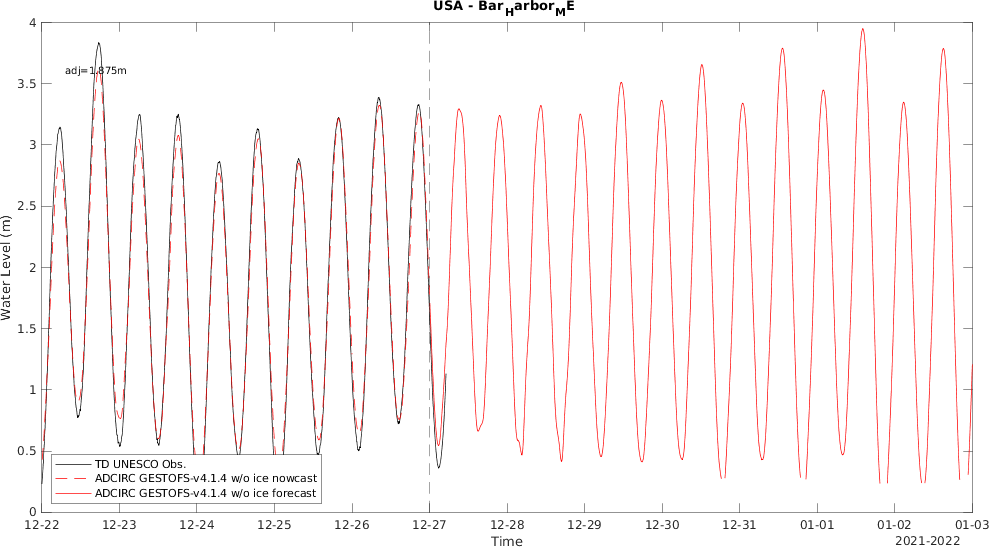 USA - Bar_Harbor_ME
4
adj=1.875m
3.5
3
2.5
2
1.5
1
0.5
0
Water Level (m)
TD UNESCO Obs.
ADCIRC GESTOFS-v4.1.4 w/o ice nowcast
ADCIRC GESTOFS-v4.1.4 w/o ice forecast
12-22 12-23 12-24 12-25 12-26 12-27 12-28 12-29 12-30 12-31 01-01 01-02 01-03
Time
2021-2022